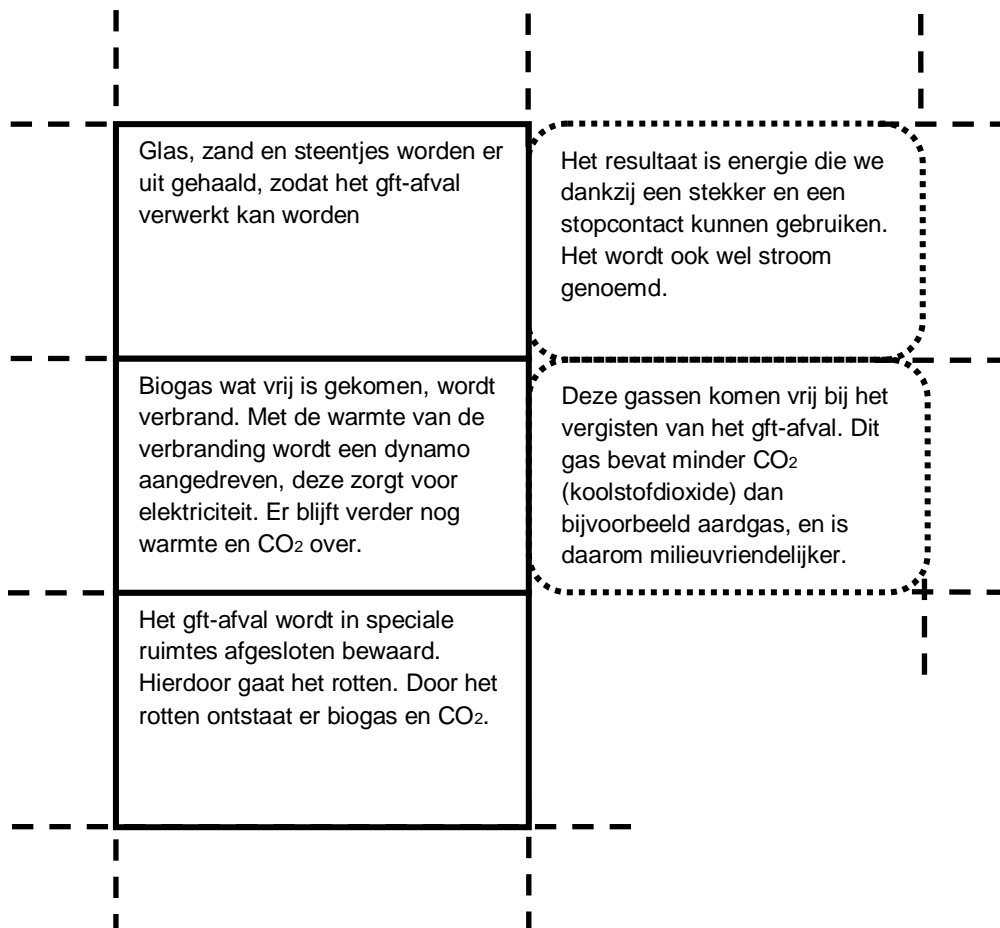 Glas, zand en steentjes worden er
uit gehaald, zodat het gft-afval
verwerkt kan worden
Het resultaat is energie die we
dankzij een stekker en een
stopcontact kunnen gebruiken.
Het wordt ook wel stroom
genoemd.
Biogas wat vrij is gekomen, wordt
verbrand. Met de warmte van de
verbranding wordt een dynamo
aangedreven, deze zorgt voor
elektriciteit. Er blijft verder nog
warmte en CO₂ over.
Deze gassen komen vrij bij het
vergisten van het gft-afval. Dit
gas bevat minder CO₂
(koolstofdioxide) dan
bijvoorbeeld aardgas, en is
daarom milieuvriendelijker.
Het gft-afval wordt in speciale
ruimtes afgesloten bewaard.
Hierdoor gaat het rotten. Door het
rotten ontstaat er biogas en CO₂.